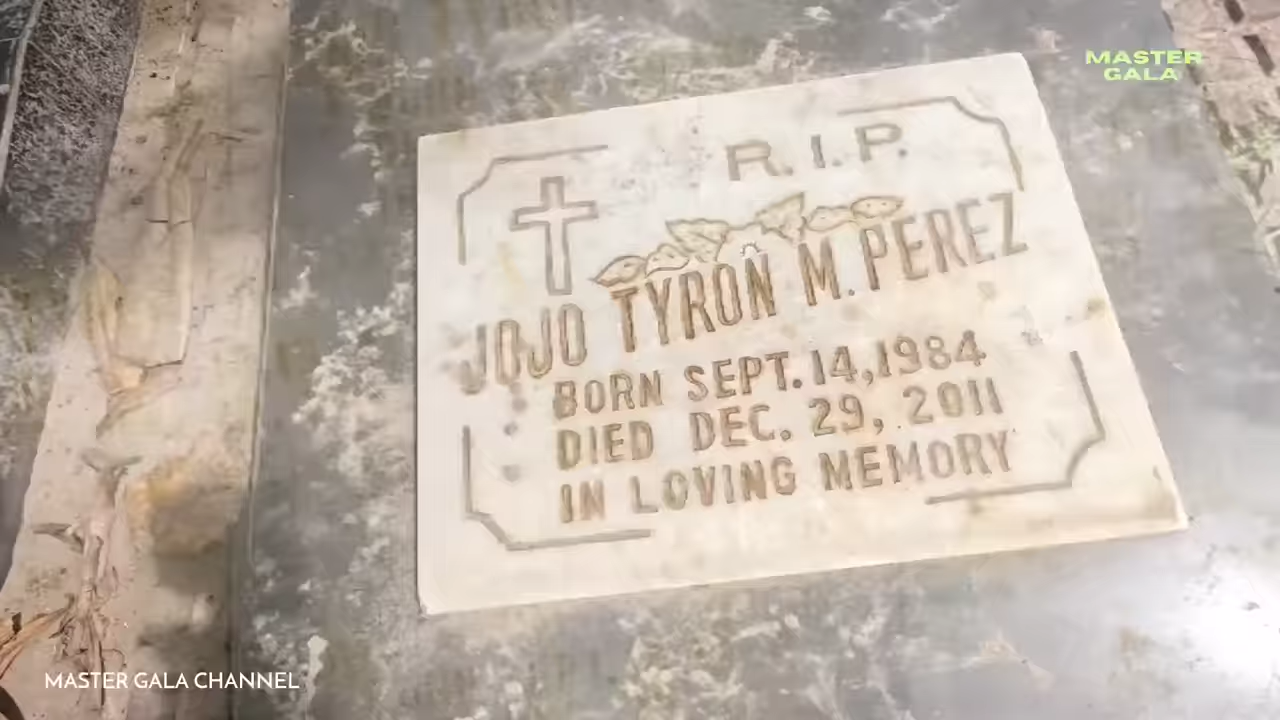 MASTER
GALA
R.I.P.
JOJO TYRON M. PEREZ
BORN SEPT. 14, 1984
DIED DEC. 29, 2011
IN LOVING MEMORY
MASTER GALA CHANNEL